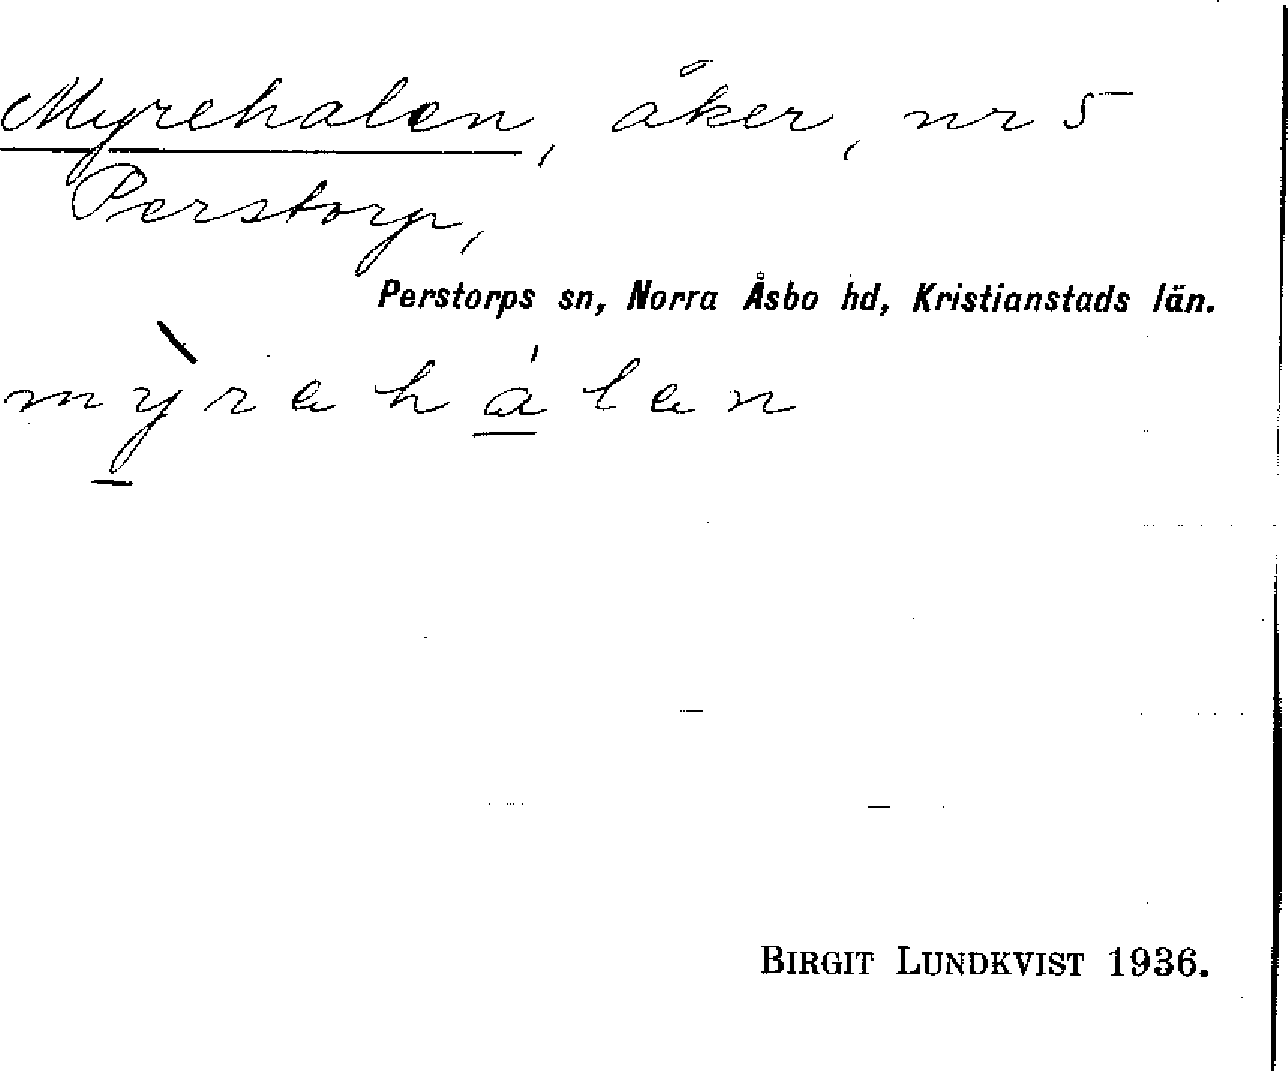 Myrehalen, åker, nr 5
Perstorp,
Perstorps sn, Norra Åsbo hd, Kristianstads län.
mỳrehálen
BIRGIT LUNDKVIST 1936.